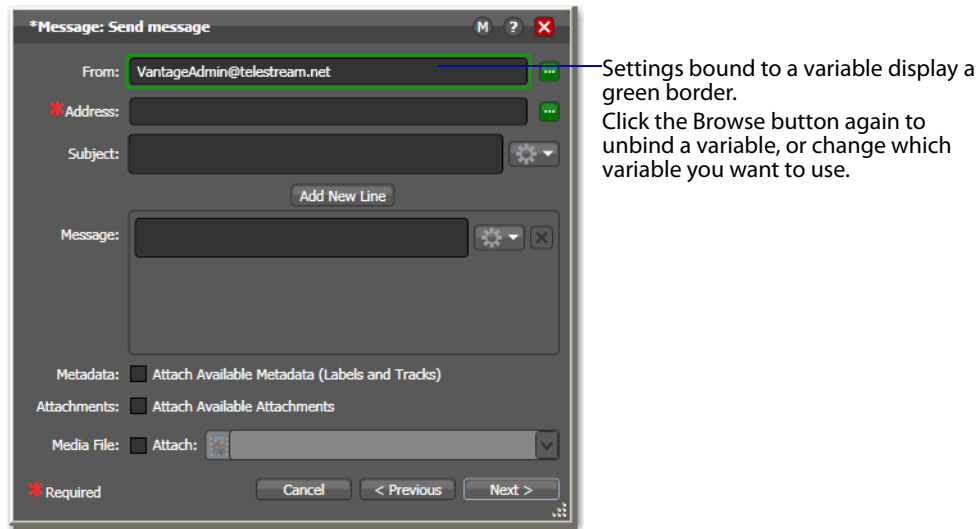 *Message: Send message
M ?
From: VantageAdmin@telestream.net ...
Settings bound to a variable display a
green border.
Click the Browse button again to
unbind a variable, or change which
variable you want to use.
*Address: ...
Subject:
Add New Line
Message:
Metadata: Attach Available Metadata (Labels and Tracks)
Attachments: Attach Available Attachments
Media File: Attach:
*Required
Cancel < Previous Next >